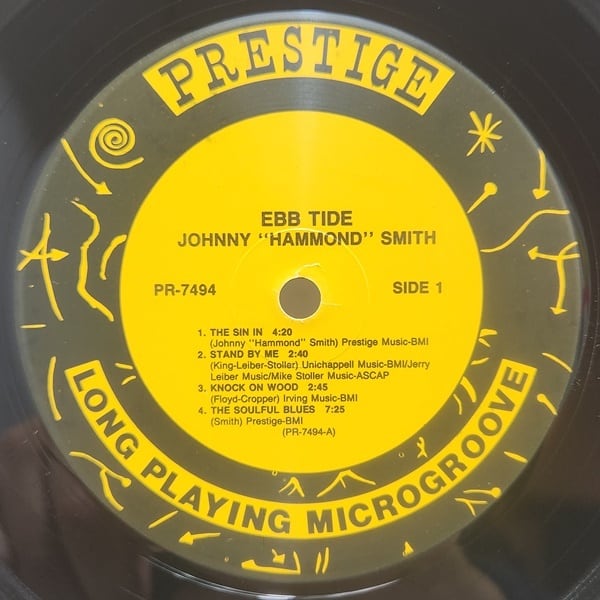 PRESTIGE
EBB TIDE
JOHNNY "HAMMOND" SMITH
PR-7494
SIDE 1
1. THE SIN IN 4:20
(Johnny "Hammond" Smith) Prestige Music-BMI
2. STAND BY ME 2:40
(King-Leiber-Stoller) Unichappell Music-BMI/Jerry
Leiber Music/Mike Stoller Music-ASCAP
3. KNOCK ON WOOD 2:45
(Floyd-Cropper) Irving Music-BMI
4. THE SOULFUL BLUES 7:25
(Smith) Prestige-BMI
(PR-7494-A)
LONG PLAYING MICROGROOVE